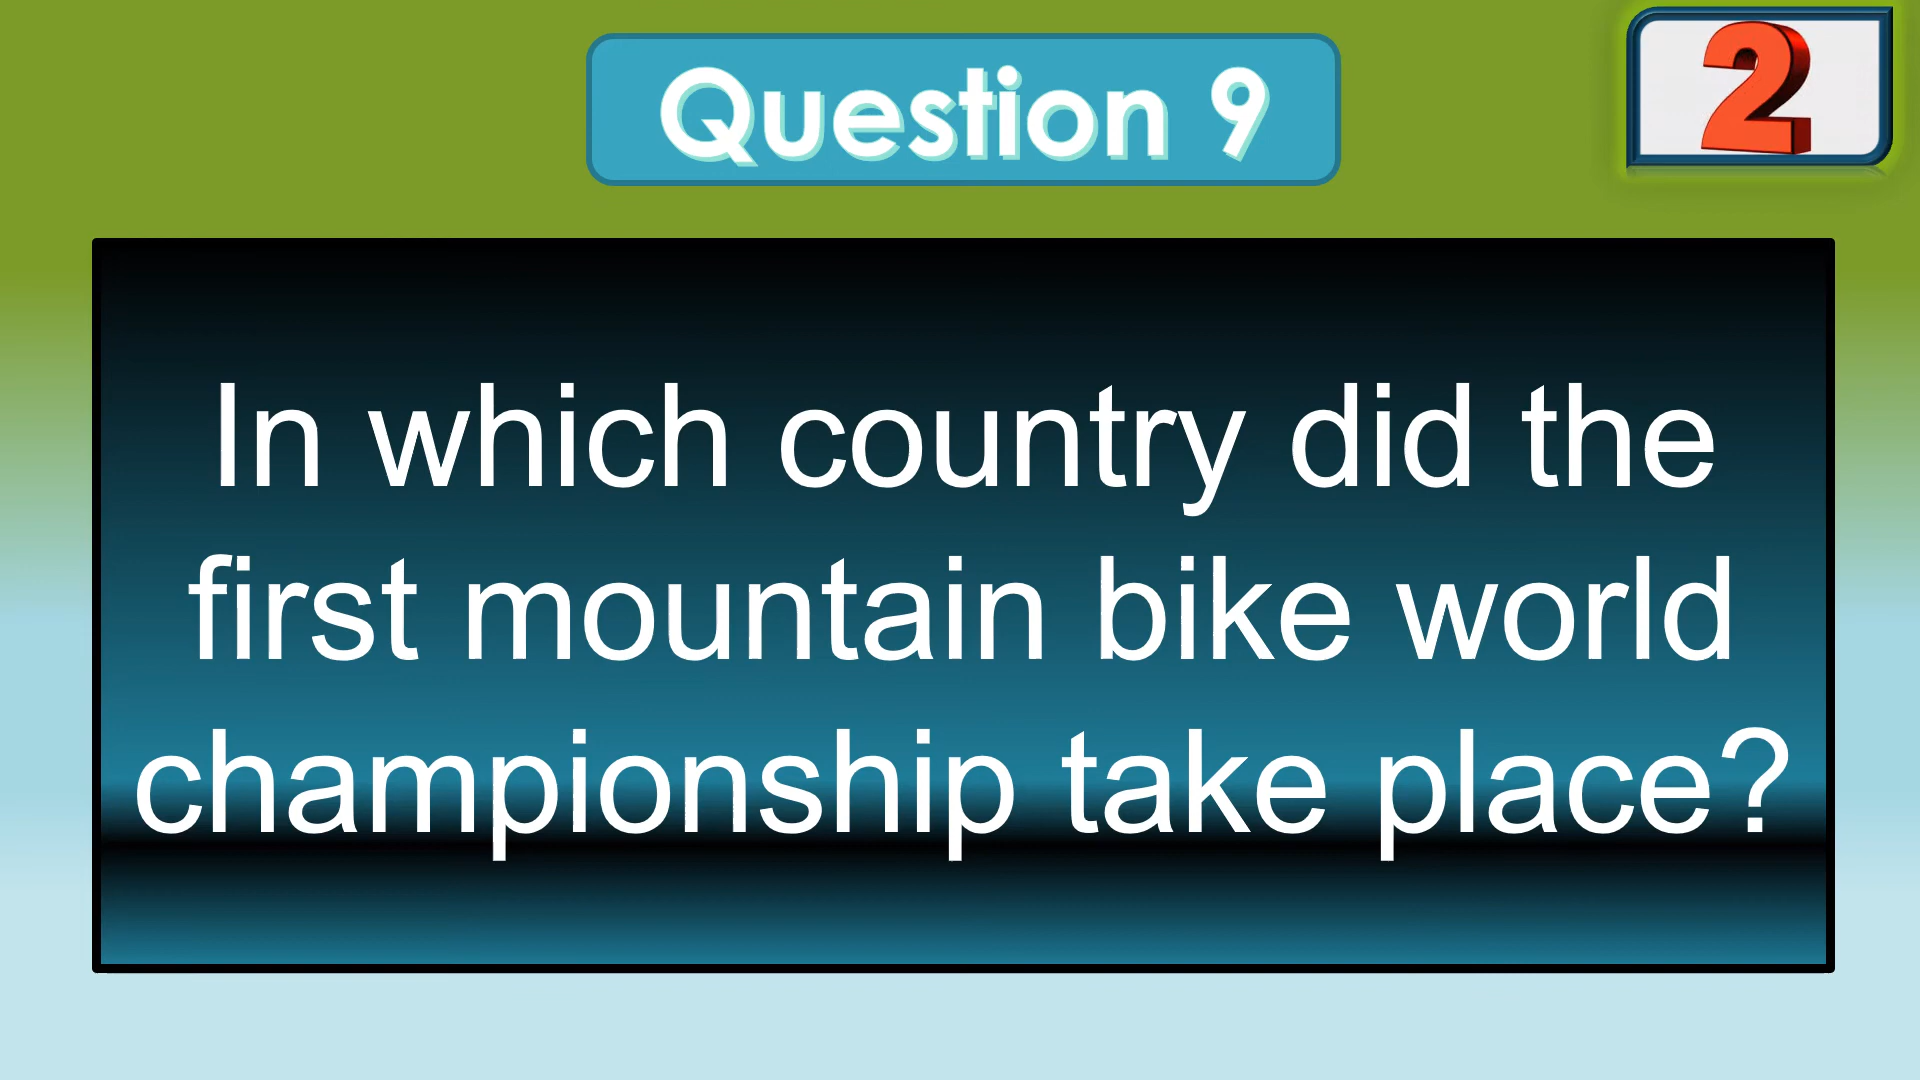 Question 9
2
In which country did the
first mountain bike world
championship take place?